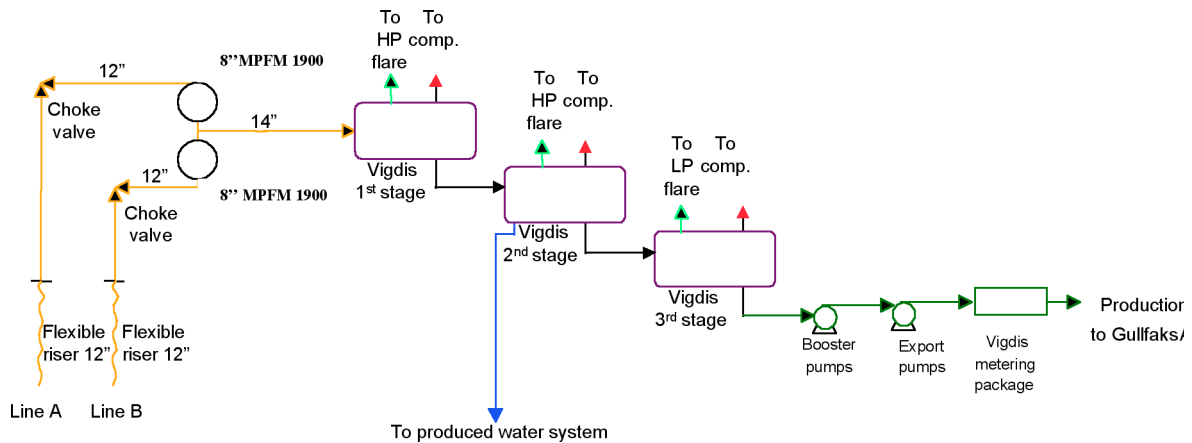 To To
HP comp.
flare
8’’MPFM 1900
12”
Choke
valve
14”
12”
8’’ MPFM 1900
Choke
valve
Vigdis
1st stage
To To
HP comp.
flare
Vigdis
2nd stage
To To
LP comp.
flare
Vigdis
3rd stage
Flexible Flexible
riser 12” riser 12”
Line A Line B
Booster
pumps
Export
pumps
Vigdis
metering
package
Production
to GullfaksA
To produced water system